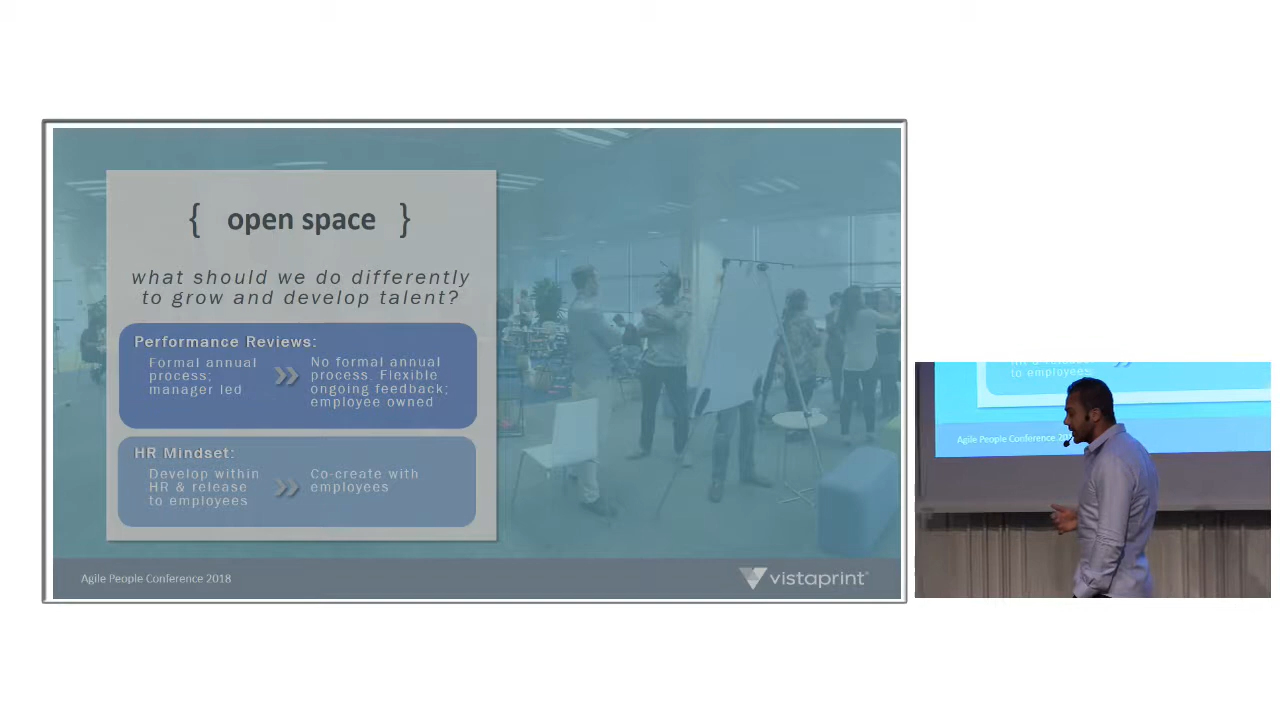 { open space }
what should we do differently
to grow and develop talent?
Performance Reviews:
Formal annual
process;
manager led
No formal annual
process. Flexible
ongoing feedback;
employee owned
HR Mindset:
Develop within
HR & release
to employees
Co-create with
employees
Agile People Conference 2018
vistaprint
to employees
Agile People Conference